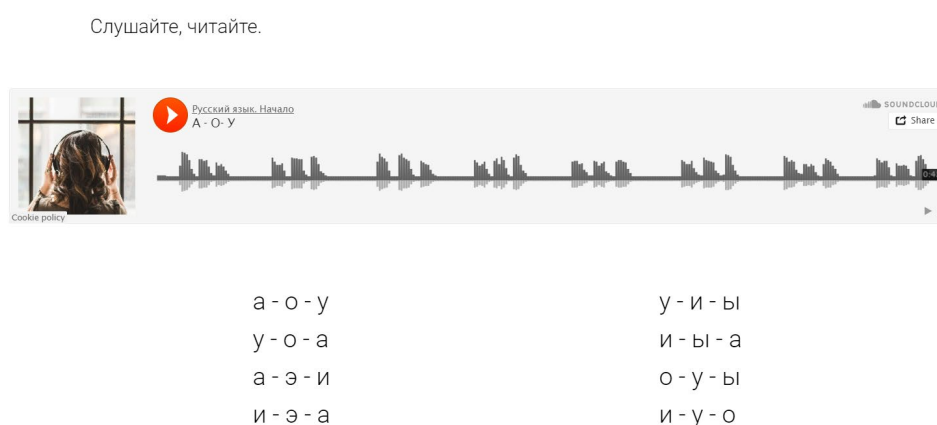 Слушайте, читайте.
Русский язык. Начало
А - О- У
SOUNDCLOUD
Share
Cookie policy
а - о - у
у - о - а
а - э - и
и - э - а
у - и - ы
и - ы - а
о - у - ы
и - у - о